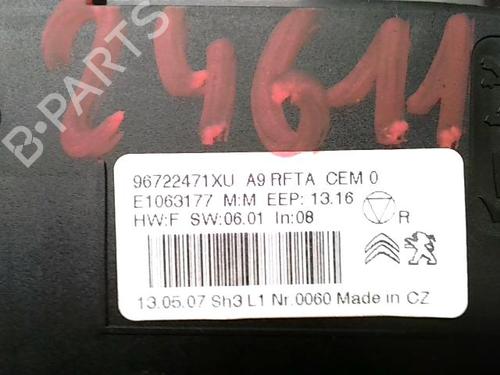 24611
B-PARTS
96722471XU A9 RFTA CEM 0
E1063177 M:M EEP: 13.16
HW:F SW:06.01 In:08
R
13.05.07 Sh3 L1 Nr.0060 Made in CZ